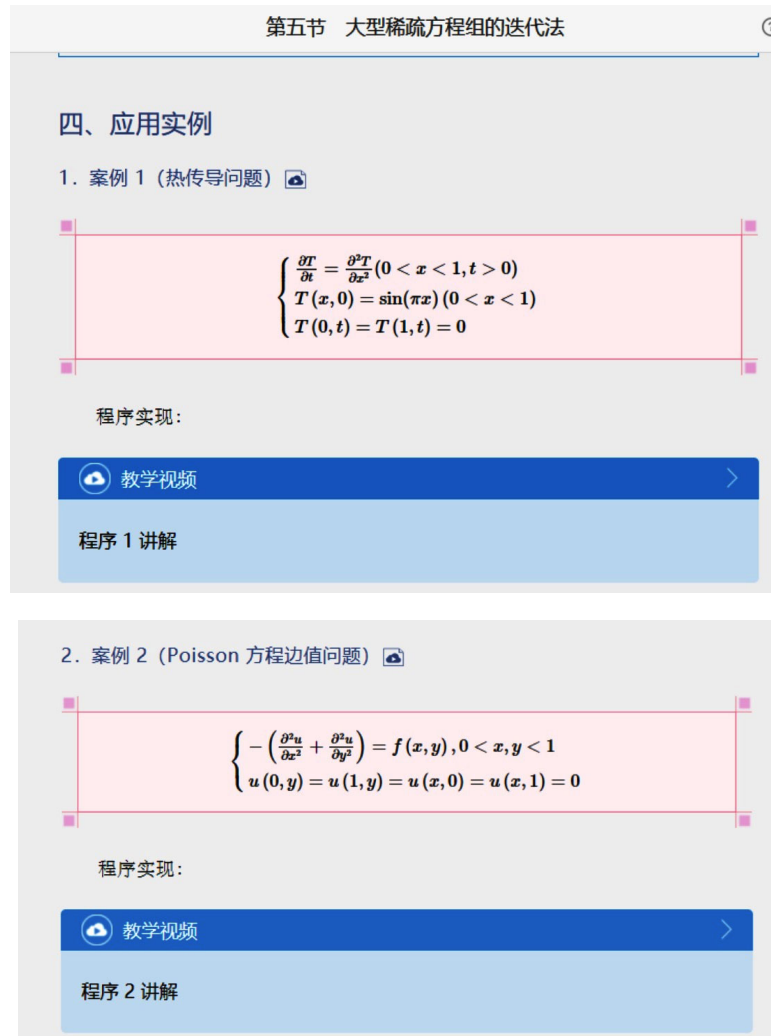 第五节 大型稀疏方程组的迭代法
四、应用实例
1. 案例 1（热传导问题）
∂T/∂t = ∂²T/∂x² (0 < x < 1, t > 0)
T (x, 0) = sin(πx) (0 < x < 1)
T (0, t) = T (1, t) = 0
程序实现：
教学视频
程序 1 讲解
2. 案例 2（Poisson 方程边值问题）
−(∂²u/∂x² + ∂²u/∂y²) = f (x, y) , 0 < x, y < 1
u (0, y) = u (1, y) = u (x, 0) = u (x, 1) = 0
程序实现：
教学视频
程序 2 讲解